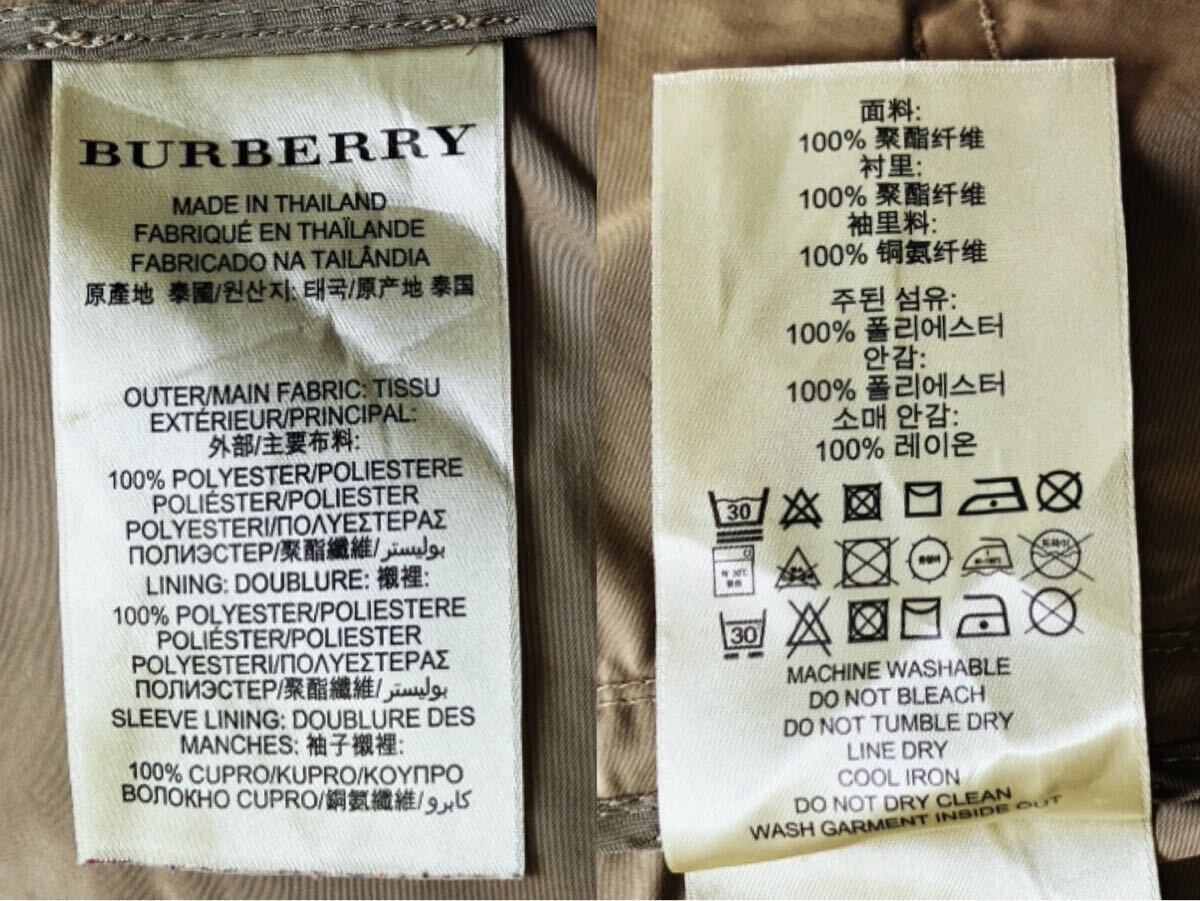 BURBERRY
MADE IN THAILAND
FABRIQUÉ EN THAÏLANDE
FABRICADO NA TAILÂNDIA
原產地 泰國/원산지: 태국/原产地 泰国
OUTER/MAIN FABRIC: TISSU
EXTÉRIEUR/PRINCIPAL:
外部/主要布料:
100% POLYESTER/POLIESTERE
POLIÉSTER/POLIESTER
POLYESTERI/ΠΟΛΥΕΣΤΕΡΑΣ
ПОЛИЭСТЕР/聚酯纖維/بوليستر
LINING: DOUBLURE: 襯裡:
100% POLYESTER/POLIESTERE
POLIÉSTER/POLIESTER
POLYESTERI/ΠΟΛΥΕΣΤΕΡΑΣ
ПОЛИЭСТЕР/聚酯纖維/بوليستر
SLEEVE LINING: DOUBLURE DES
MANCHES: 袖子襯裡:
100% CUPRO/KUPRO/ΚΟΥΠΡΟ
ВОЛОКНО CUPRO/銅氨纖維/كابرو
面料:
100% 聚酯纤维
衬里:
100% 聚酯纤维
袖里料:
100% 铜氨纤维
주된 섬유:
100% 폴리에스터
안감:
100% 폴리에스터
소매 안감:
100% 레이온
30
30
MACHINE WASHABLE
DO NOT BLEACH
DO NOT TUMBLE DRY
LINE DRY
COOL IRON
DO NOT DRY CLEAN
WASH GARMENT INSIDE OUT